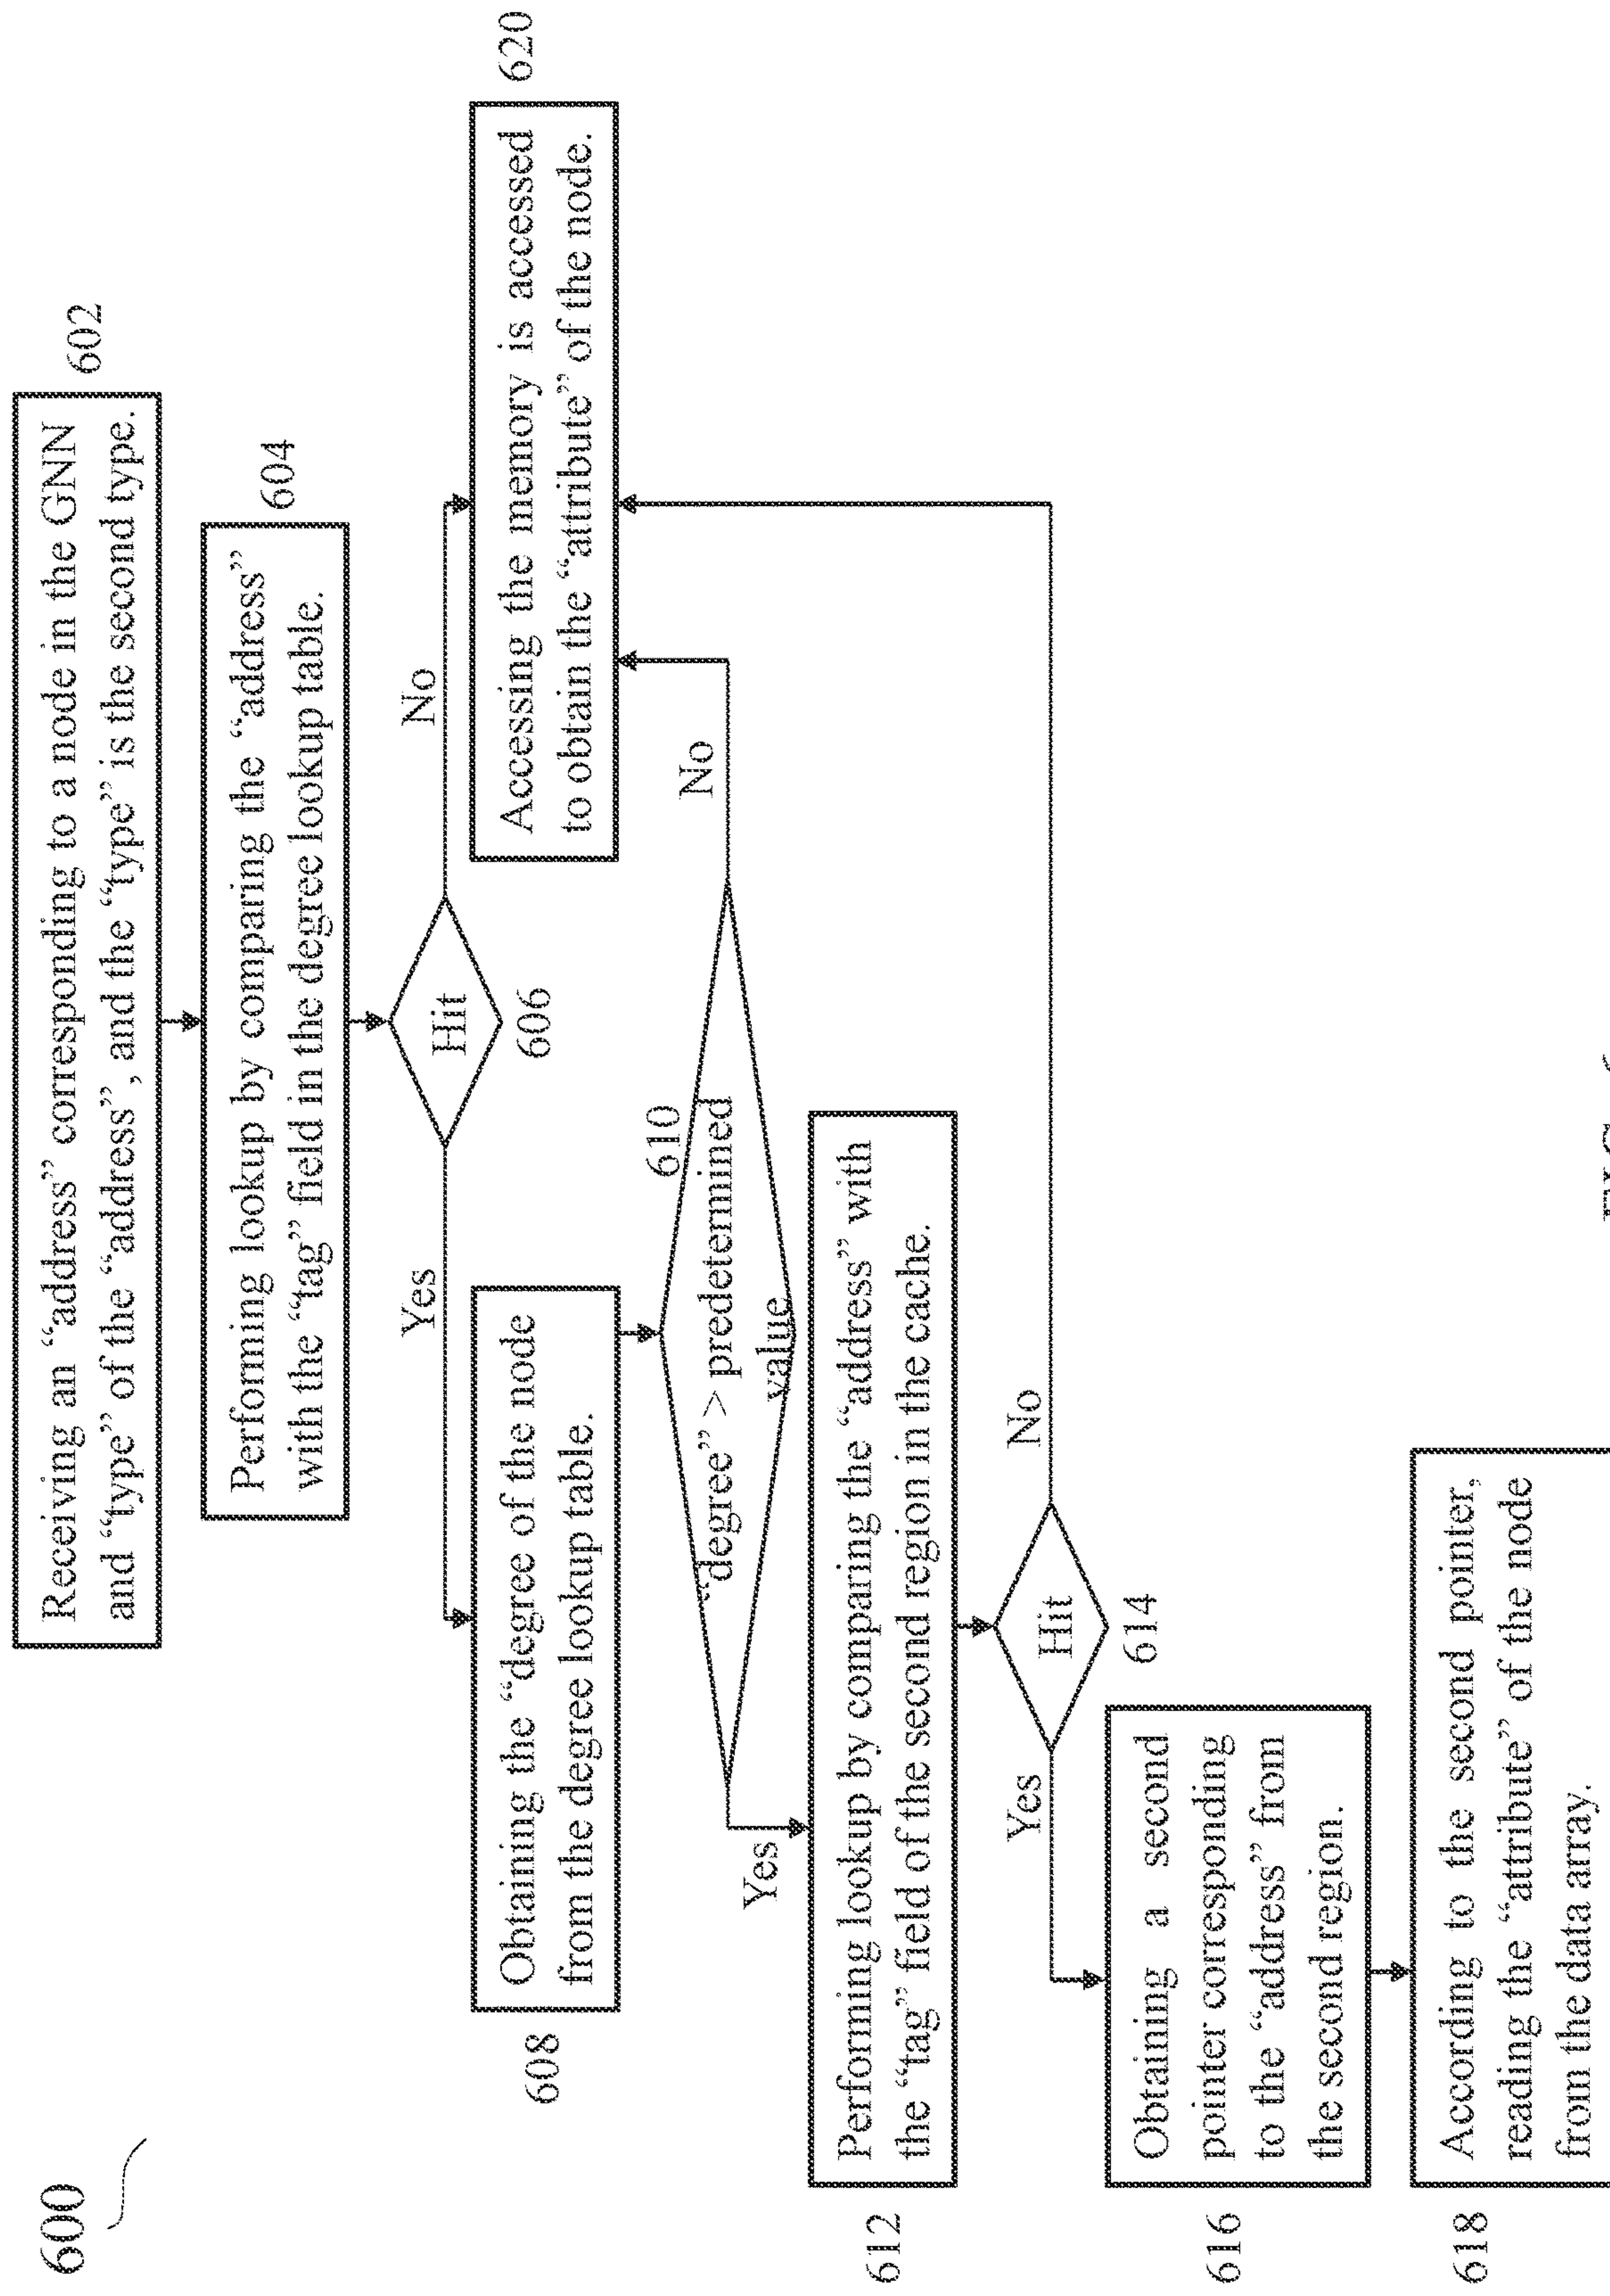 600
Receiving an “address” corresponding to a node in the GNN
and “type” of the “address”, and the “type” is the second type.
602
Performing lookup by comparing the “address”
with the “tag” field in the degree lookup table.
604
Hit
606
Yes
No
Obtaining the “degree of the node
from the degree lookup table.
608
Accessing the memory is accessed
to obtain the “attribute” of the node.
620
610
“degree” > predetermined
value
Yes
No
Performing lookup by comparing the “address” with
the “tag” field of the second region in the cache.
612
Hit
614
Yes
No
Obtaining a second
pointer corresponding
to the “address” from
the second region.
616
According to the second pointer,
reading the “attribute” of the node
from the data array.
618